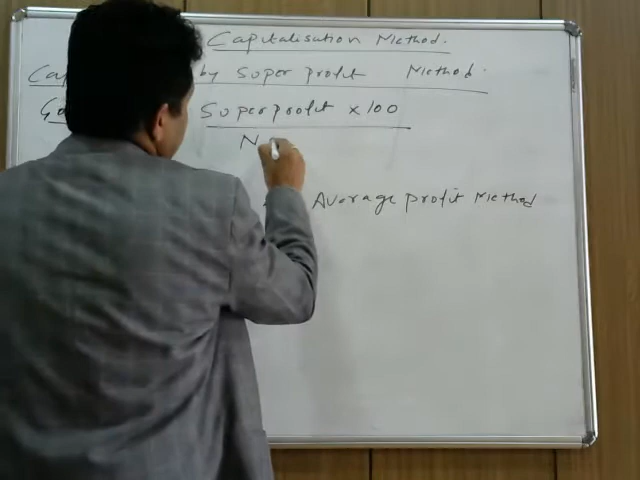 Capitalisation Method.
by Super profit Method.
Superprofit x 100
N
Average profit Method